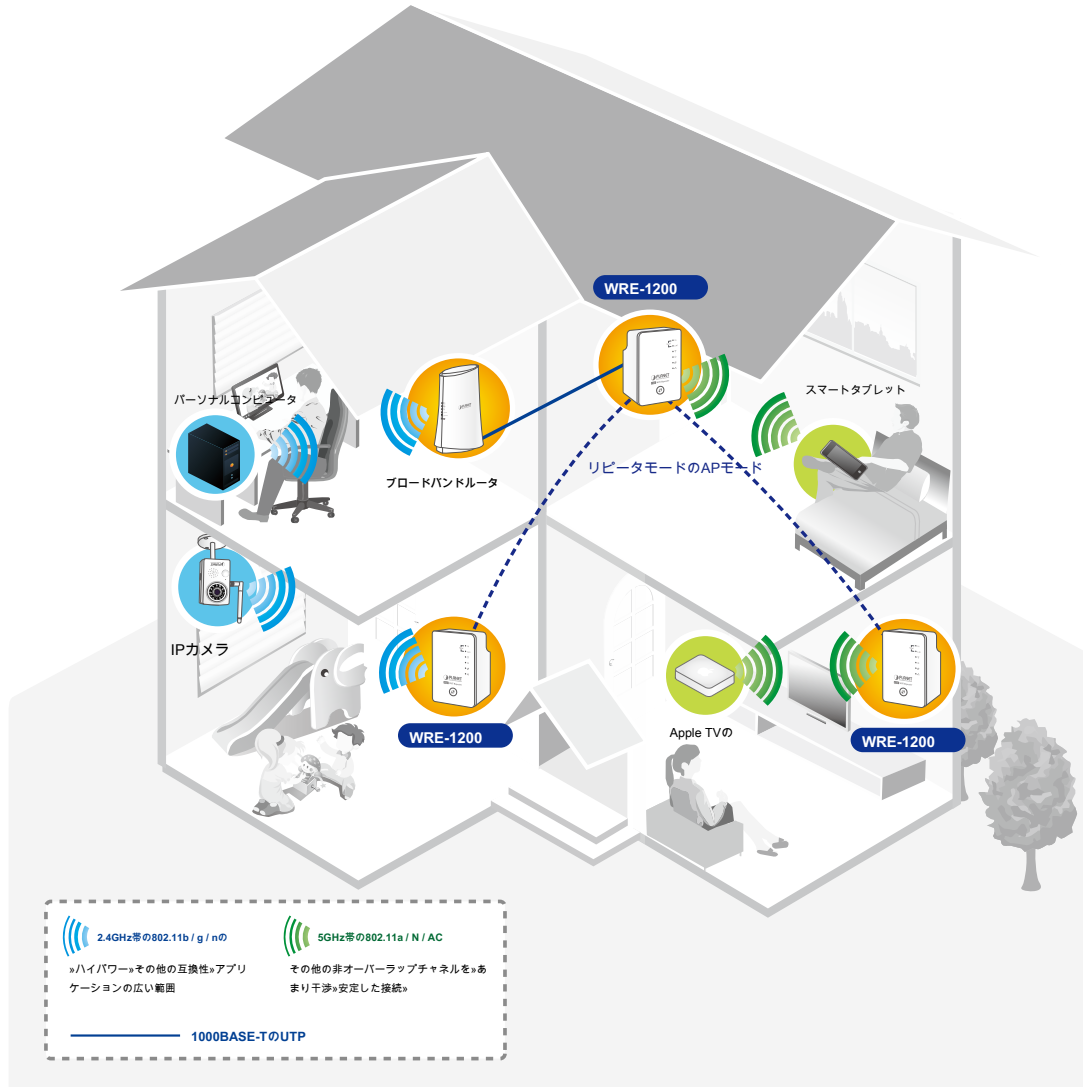 WRE-1200
パーソナルコンピュータ
スマートタブレット
リピータモードのAPモード
ブロードバンドルータ
IPカメラ
WRE-1200
Apple TVの
WRE-1200
2.4GHz帯の802.11b / g / nの
»ハイパワー»その他の互換性»アプリ
ケーションの広い範囲
5GHz帯の802.11a / N / AC
その他の非オーバーラップチャネルを»あ
まり干渉»安定した接続»
1000BASE-TのUTP